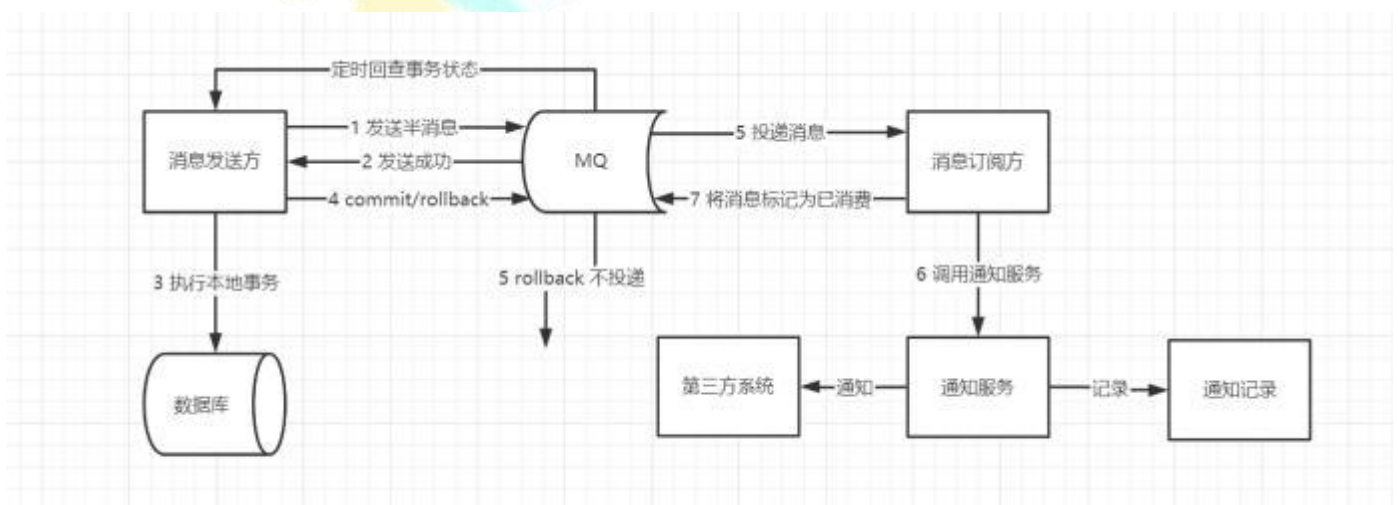 定时回查事务状态
1 发送半消息
消息发送方
2 发送成功
MQ
5 投递消息
消息订阅方
4 commit/rollback
7 将消息标记为已消费
3 执行本地事务
5 rollback 不投递
6 调用通知服务
数据库
第三方系统
通知
通知服务
记录
通知记录